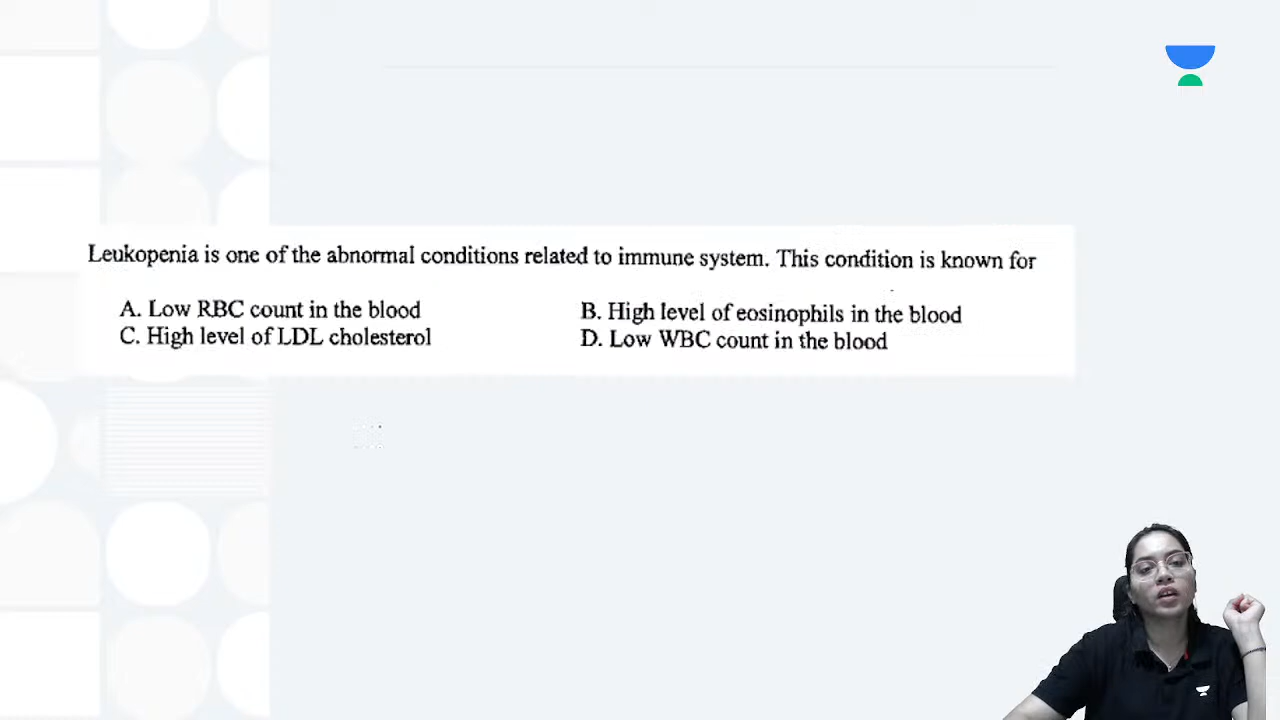 Leukopenia is one of the abnormal conditions related to immune system. This condition is known for
A. Low RBC count in the blood
B. High level of eosinophils in the blood
C. High level of LDL cholesterol
D. Low WBC count in the blood